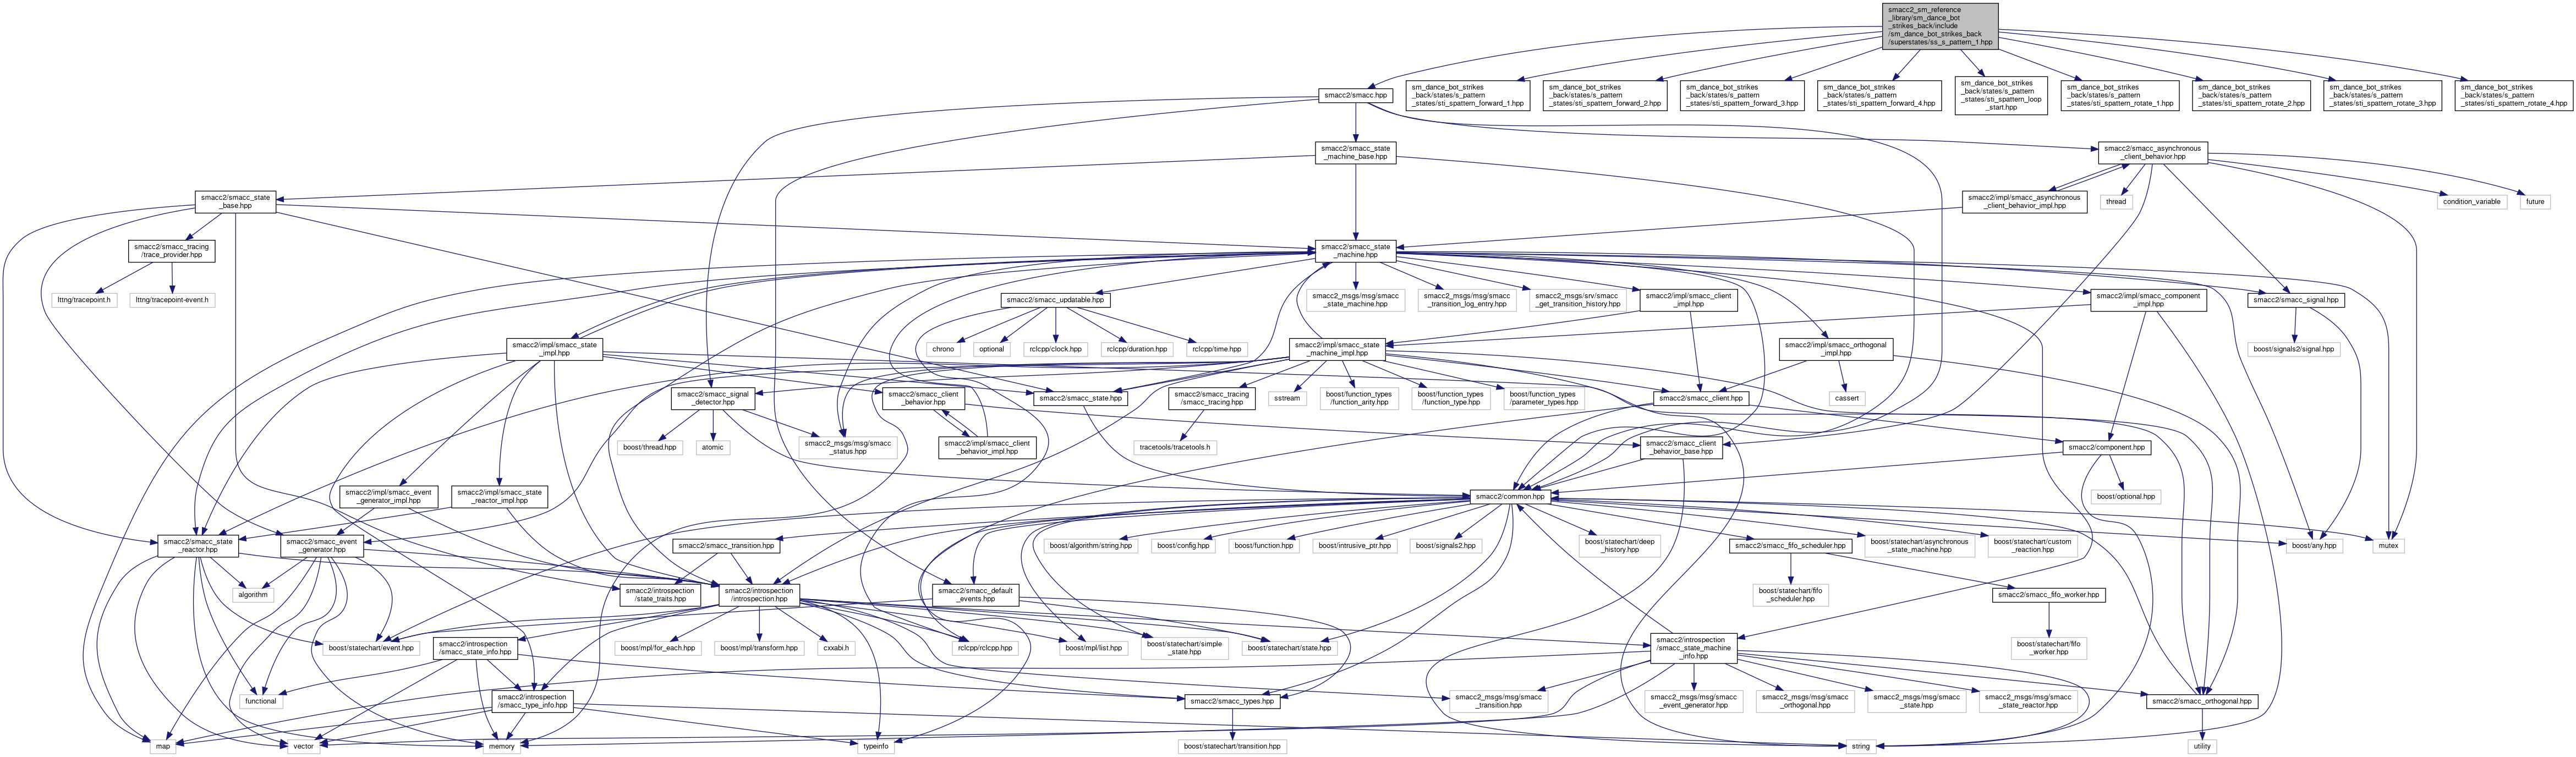 smacc2_sm_reference
_library/sm_dance_bot
_strikes_back/include
/sm_dance_bot_strikes_back
/superstates/ss_s_pattern_1.hpp
smacc2/smacc.hpp
sm_dance_bot_strikes
_back/states/s_pattern
_states/sti_spattern_forward_1.hpp
sm_dance_bot_strikes
_back/states/s_pattern
_states/sti_spattern_forward_2.hpp
sm_dance_bot_strikes
_back/states/s_pattern
_states/sti_spattern_forward_3.hpp
sm_dance_bot_strikes
_back/states/s_pattern
_states/sti_spattern_forward_4.hpp
sm_dance_bot_strikes
_back/states/s_pattern
_states/sti_spattern_loop
_start.hpp
sm_dance_bot_strikes
_back/states/s_pattern
_states/sti_spattern_rotate_1.hpp
sm_dance_bot_strikes
_back/states/s_pattern
_states/sti_spattern_rotate_2.hpp
sm_dance_bot_strikes
_back/states/s_pattern
_states/sti_spattern_rotate_3.hpp
sm_dance_bot_strikes
_back/states/s_pattern
_states/sti_spattern_rotate_4.hpp
smacc2/smacc_state
_machine_base.hpp
smacc2/smacc_asynchronous
_client_behavior.hpp
smacc2/smacc_state
_base.hpp
smacc2/impl/smacc_asynchronous
_client_behavior_impl.hpp
thread
condition_variable
future
smacc2/smacc_tracing
/trace_provider.hpp
smacc2/smacc_state
_machine.hpp
lttng/tracepoint.h
lttng/tracepoint-event.h
smacc2/smacc_updatable.hpp
smacc2_msgs/msg/smacc
_state_machine.hpp
smacc2_msgs/msg/smacc
_transition_log_entry.hpp
smacc2_msgs/srv/smacc
_get_transition_history.hpp
smacc2/impl/smacc_client
_impl.hpp
smacc2/impl/smacc_component
_impl.hpp
smacc2/smacc_signal.hpp
smacc2/impl/smacc_state
_impl.hpp
chrono
optional
rclcpp/clock.hpp
rclcpp/duration.hpp
rclcpp/time.hpp
smacc2/impl/smacc_state
_machine_impl.hpp
smacc2/impl/smacc_orthogonal
_impl.hpp
boost/signals2/signal.hpp
smacc2/smacc_signal
_detector.hpp
smacc2/smacc_client
_behavior.hpp
smacc2/smacc_state.hpp
smacc2/smacc_tracing
/smacc_tracing.hpp
sstream
boost/function_types
/function_arity.hpp
boost/function_types
/function_type.hpp
boost/function_types
/parameter_types.hpp
smacc2/smacc_client.hpp
cassert
boost/thread.hpp
atomic
smacc2_msgs/msg/smacc
_status.hpp
smacc2/impl/smacc_client
_behavior_impl.hpp
tracetools/tracetools.h
smacc2/smacc_client
_behavior_base.hpp
smacc2/component.hpp
smacc2/impl/smacc_event
_generator_impl.hpp
smacc2/impl/smacc_state
_reactor_impl.hpp
smacc2/common.hpp
boost/optional.hpp
smacc2/smacc_state
_reactor.hpp
smacc2/smacc_event
_generator.hpp
smacc2/smacc_transition.hpp
boost/algorithm/string.hpp
boost/config.hpp
boost/function.hpp
boost/intrusive_ptr.hpp
boost/signals2.hpp
boost/statechart/deep
_history.hpp
smacc2/smacc_fifo_scheduler.hpp
boost/statechart/asynchronous
_state_machine.hpp
boost/statechart/custom
_reaction.hpp
boost/any.hpp
mutex
algorithm
smacc2/introspection
/state_traits.hpp
smacc2/introspection
/introspection.hpp
smacc2/smacc_default
_events.hpp
boost/statechart/fifo
_scheduler.hpp
smacc2/smacc_fifo_worker.hpp
boost/statechart/event.hpp
smacc2/introspection
/smacc_state_info.hpp
boost/mpl/for_each.hpp
boost/mpl/transform.hpp
cxxabi.h
rclcpp/rclcpp.hpp
boost/mpl/list.hpp
boost/statechart/simple
_state.hpp
boost/statechart/state.hpp
smacc2/introspection
/smacc_state_machine
_info.hpp
boost/statechart/fifo
_worker.hpp
functional
smacc2/introspection
/smacc_type_info.hpp
smacc2/smacc_types.hpp
smacc2_msgs/msg/smacc
_transition.hpp
smacc2_msgs/msg/smacc
_event_generator.hpp
smacc2_msgs/msg/smacc
_orthogonal.hpp
smacc2_msgs/msg/smacc
_state.hpp
smacc2_msgs/msg/smacc
_state_reactor.hpp
smacc2/smacc_orthogonal.hpp
map
vector
memory
typeinfo
boost/statechart/transition.hpp
string
utility